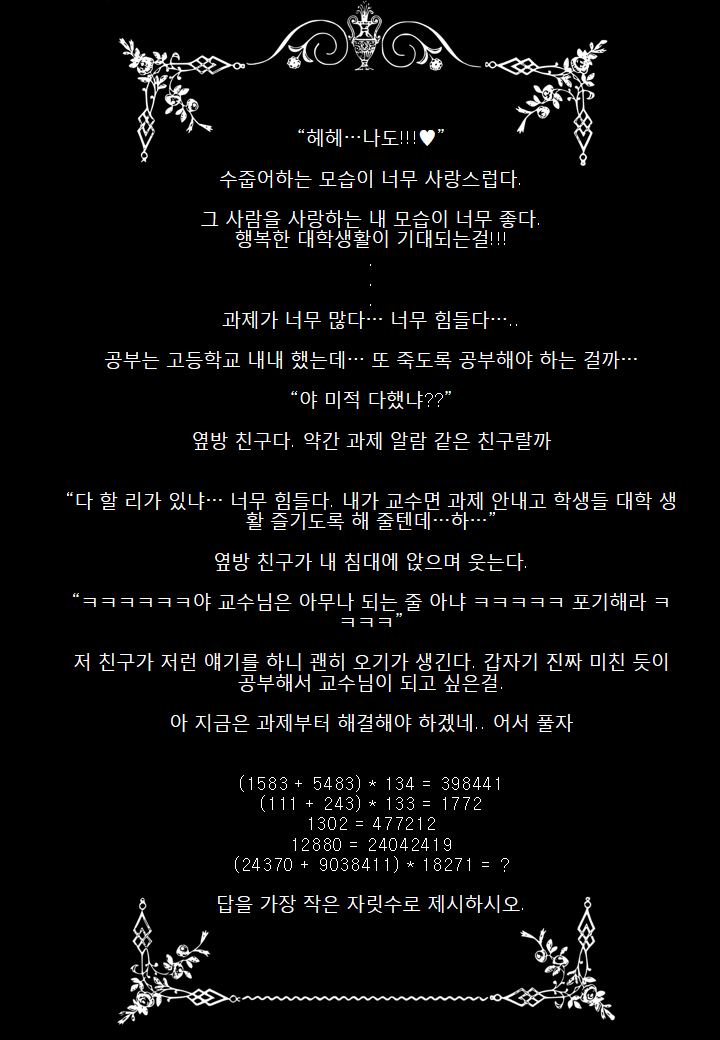 “헤헤…나도!!!♥”
수줍어하는 모습이 너무 사랑스럽다.
그 사람을 사랑하는 내 모습이 너무 좋다.
행복한 대학생활이 기대되는걸!!!
.
.
.
과제가 너무 많다… 너무 힘들다…..
공부는 고등학교 내내 했는데… 또 죽도록 공부해야 하는 걸까…
“야 미적 다했냐??”
옆방 친구다. 약간 과제 알람 같은 친구랄까
“다 할 리가 있냐… 너무 힘들다. 내가 교수면 과제 안내고 학생들 대학 생
활 즐기도록 해 줄텐데…하…”
옆방 친구가 내 침대에 앉으며 웃는다.
“ㅋㅋㅋㅋㅋㅋ야 교수님은 아무나 되는 줄 아냐 ㅋㅋㅋㅋㅋ 포기해라 ㅋ
ㅋㅋㅋ”
저 친구가 저런 얘기를 하니 괜히 오기가 생긴다. 갑자기 진짜 미친 듯이
공부해서 교수님이 되고 싶은걸.
아 지금은 과제부터 해결해야 하겠네.. 어서 풀자
(1583 + 5483) * 134 = 398441
(111 + 243) * 133 = 1772
1302 = 477212
12880 = 24042419
(24370 + 9038411) * 18271 = ?
답을 가장 작은 자릿수로 제시하시오.